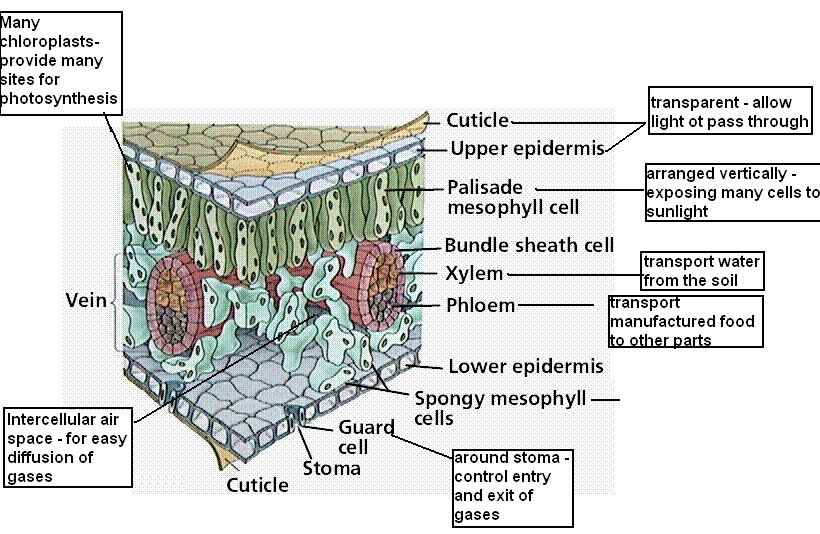 Many
chloroplasts-
provide many
sites for
photosynthesis
Cuticle
transparent - allow
light ot pass through
Upper epidermis
Palisade
mesophyll cell
arranged vertically -
exposing many cells to
sunlight
Bundle sheath cell
Xylem
transport water
from the soil
Vein
Phloem
transport
manufactured food
to other parts
Lower epidermis
Spongy mesophyll
cells
Intercellular air
space - for easy
diffusion of
gases
Guard
cell
Stoma
around stoma -
control entry
and exit of
gases
Cuticle